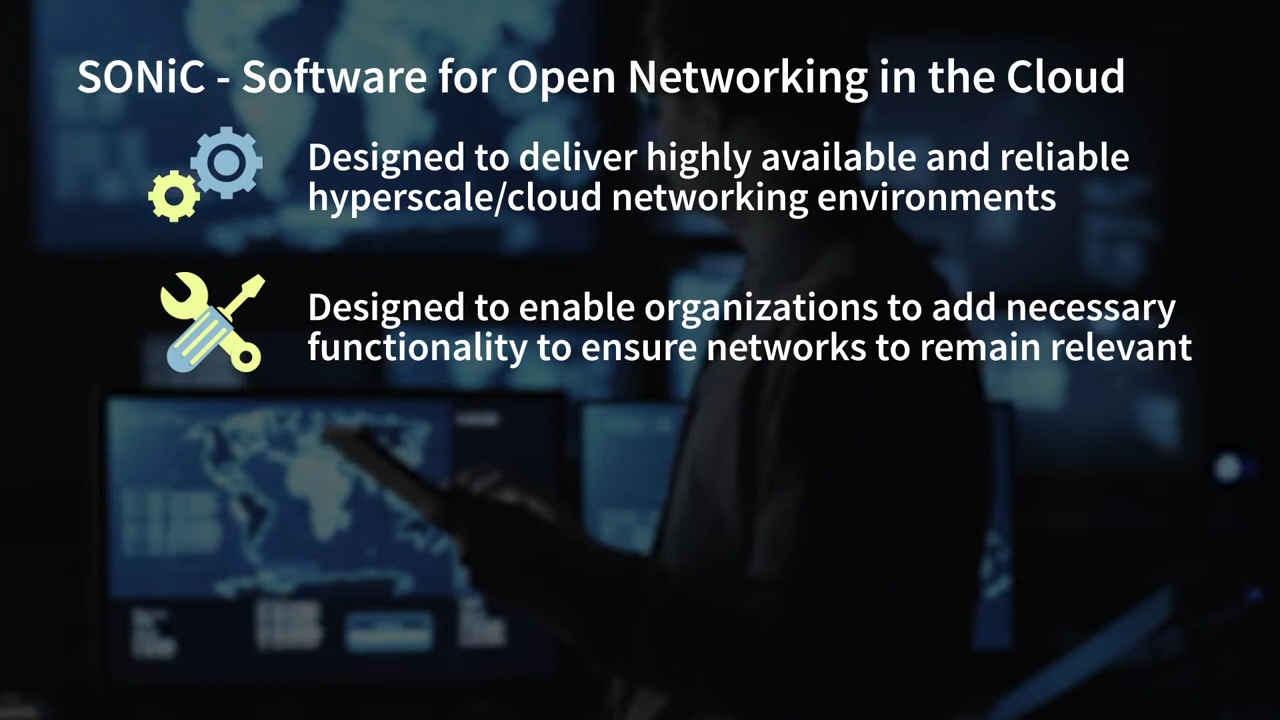 SONiC - Software for Open Networking in the Cloud
Designed to deliver highly available and reliable
hyperscale/cloud networking environments
Designed to enable organizations to add necessary
functionality to ensure networks to remain relevant